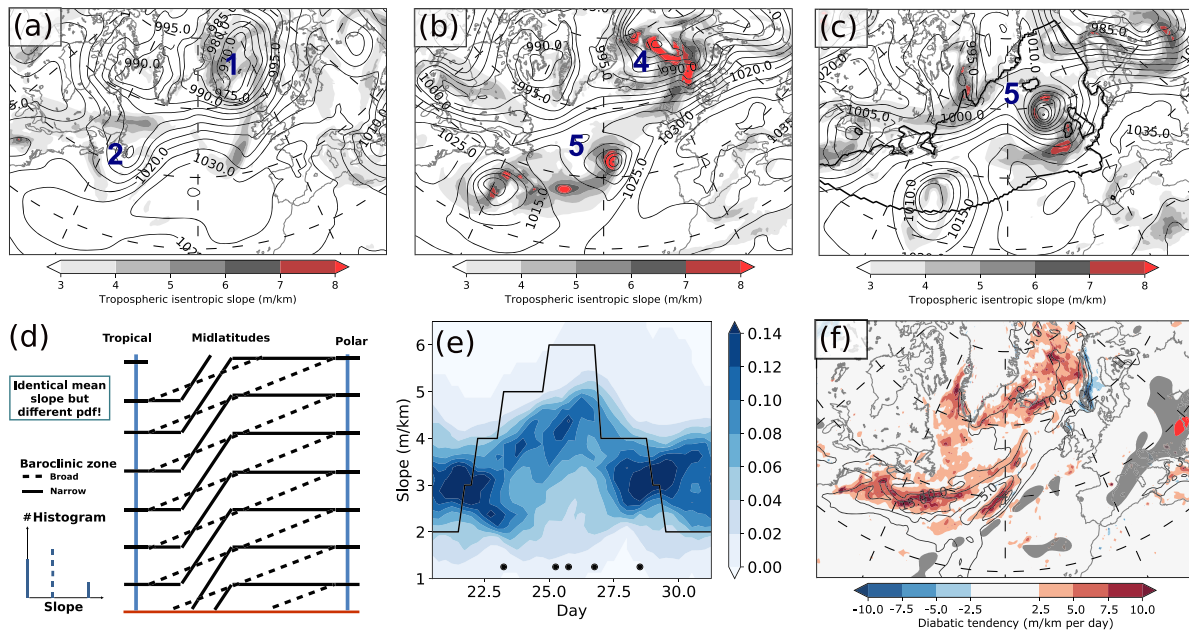 (a)
985
995.0
980
970.0
1
990.0
995.0
990.0
975.0
2
1020.0
1030.0
1010.0
3 4 5 6 7 8
Tropospheric isentropic slope (m/km)
(b)
990.0
995.0
4
990.0
1020.0
1025.0
5
1030.0
1025.0
1015.0
3 4 5 6 7 8
Tropospheric isentropic slope (m/km)
(c)
985.0
5
1005.0
1000.0
1035.0
1010.0
1015.0
3 4 5 6 7 8
Tropospheric isentropic slope (m/km)
(d)
Tropical Midlatitudes Polar
Identical mean
slope but
different pdf!
Baroclinic zone
Broad
Narrow
#Histogram
Slope
(e)
6
5
4
3
2
1
Slope (m/km)
22.5 25.0 27.5 30.0
Day
0.14
0.12
0.10
0.08
0.06
0.04
0.02
0.00
(f)
5.0
-10.0 -7.5 -5.0 -2.5 2.5 5.0 7.5 10.0
Diabatic tendency (m/km per day)